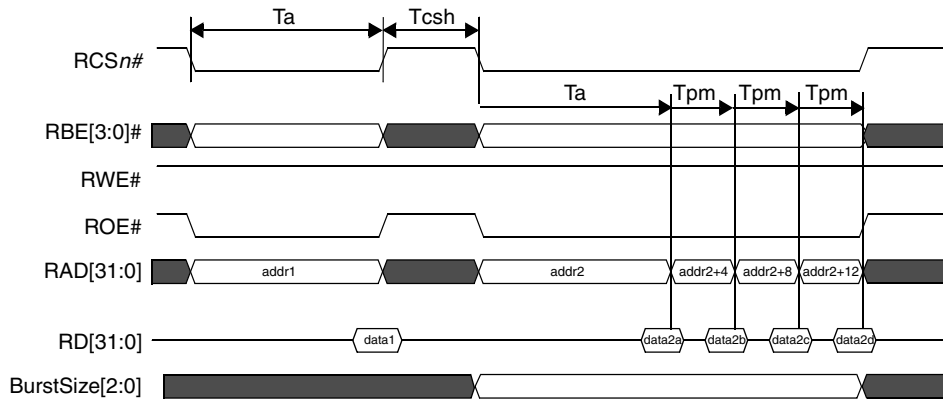 Ta Tcsh
RCSn#
Ta Tpm Tpm Tpm
RBE[3:0]#
RWE#
ROE#
RAD[31:0] addr1 addr2 addr2+4 addr2+8 addr2+12
RD[31:0] data1 data2a data2b data2c data2d
BurstSize[2:0]